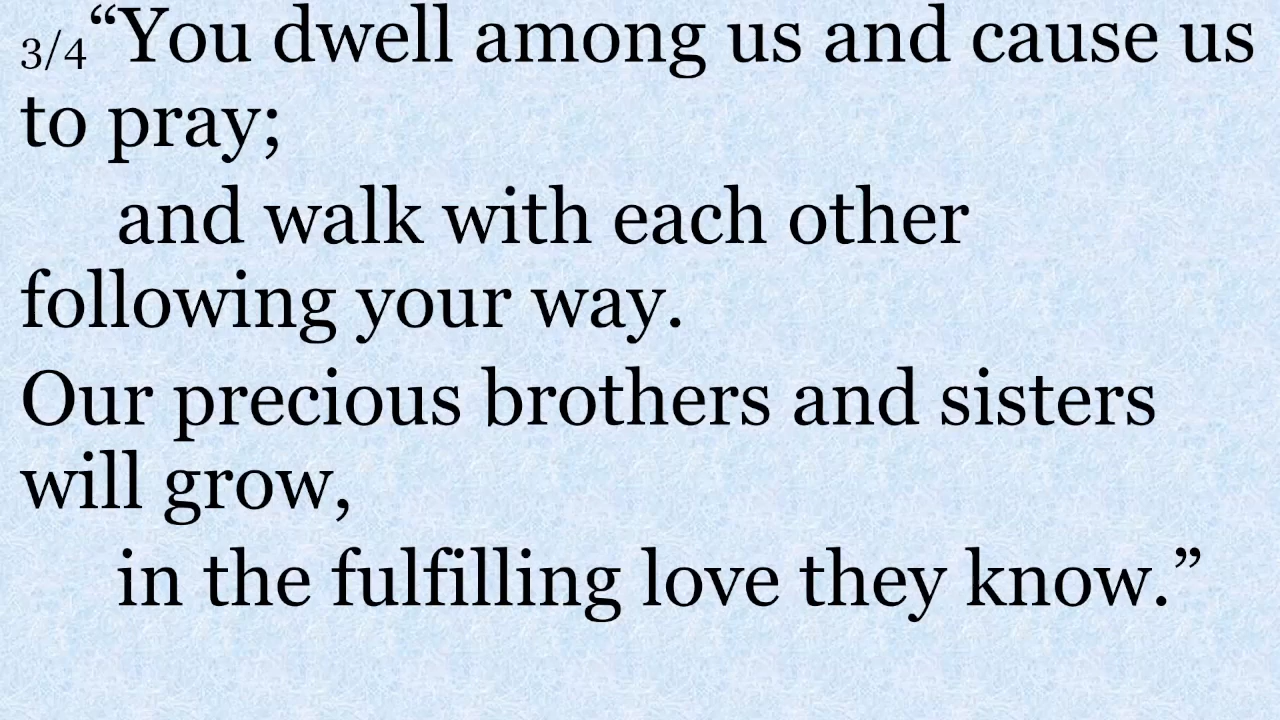 3/4“You dwell among us and cause us
to pray;
and walk with each other
following your way.
Our precious brothers and sisters
will grow,
in the fulfilling love they know.”